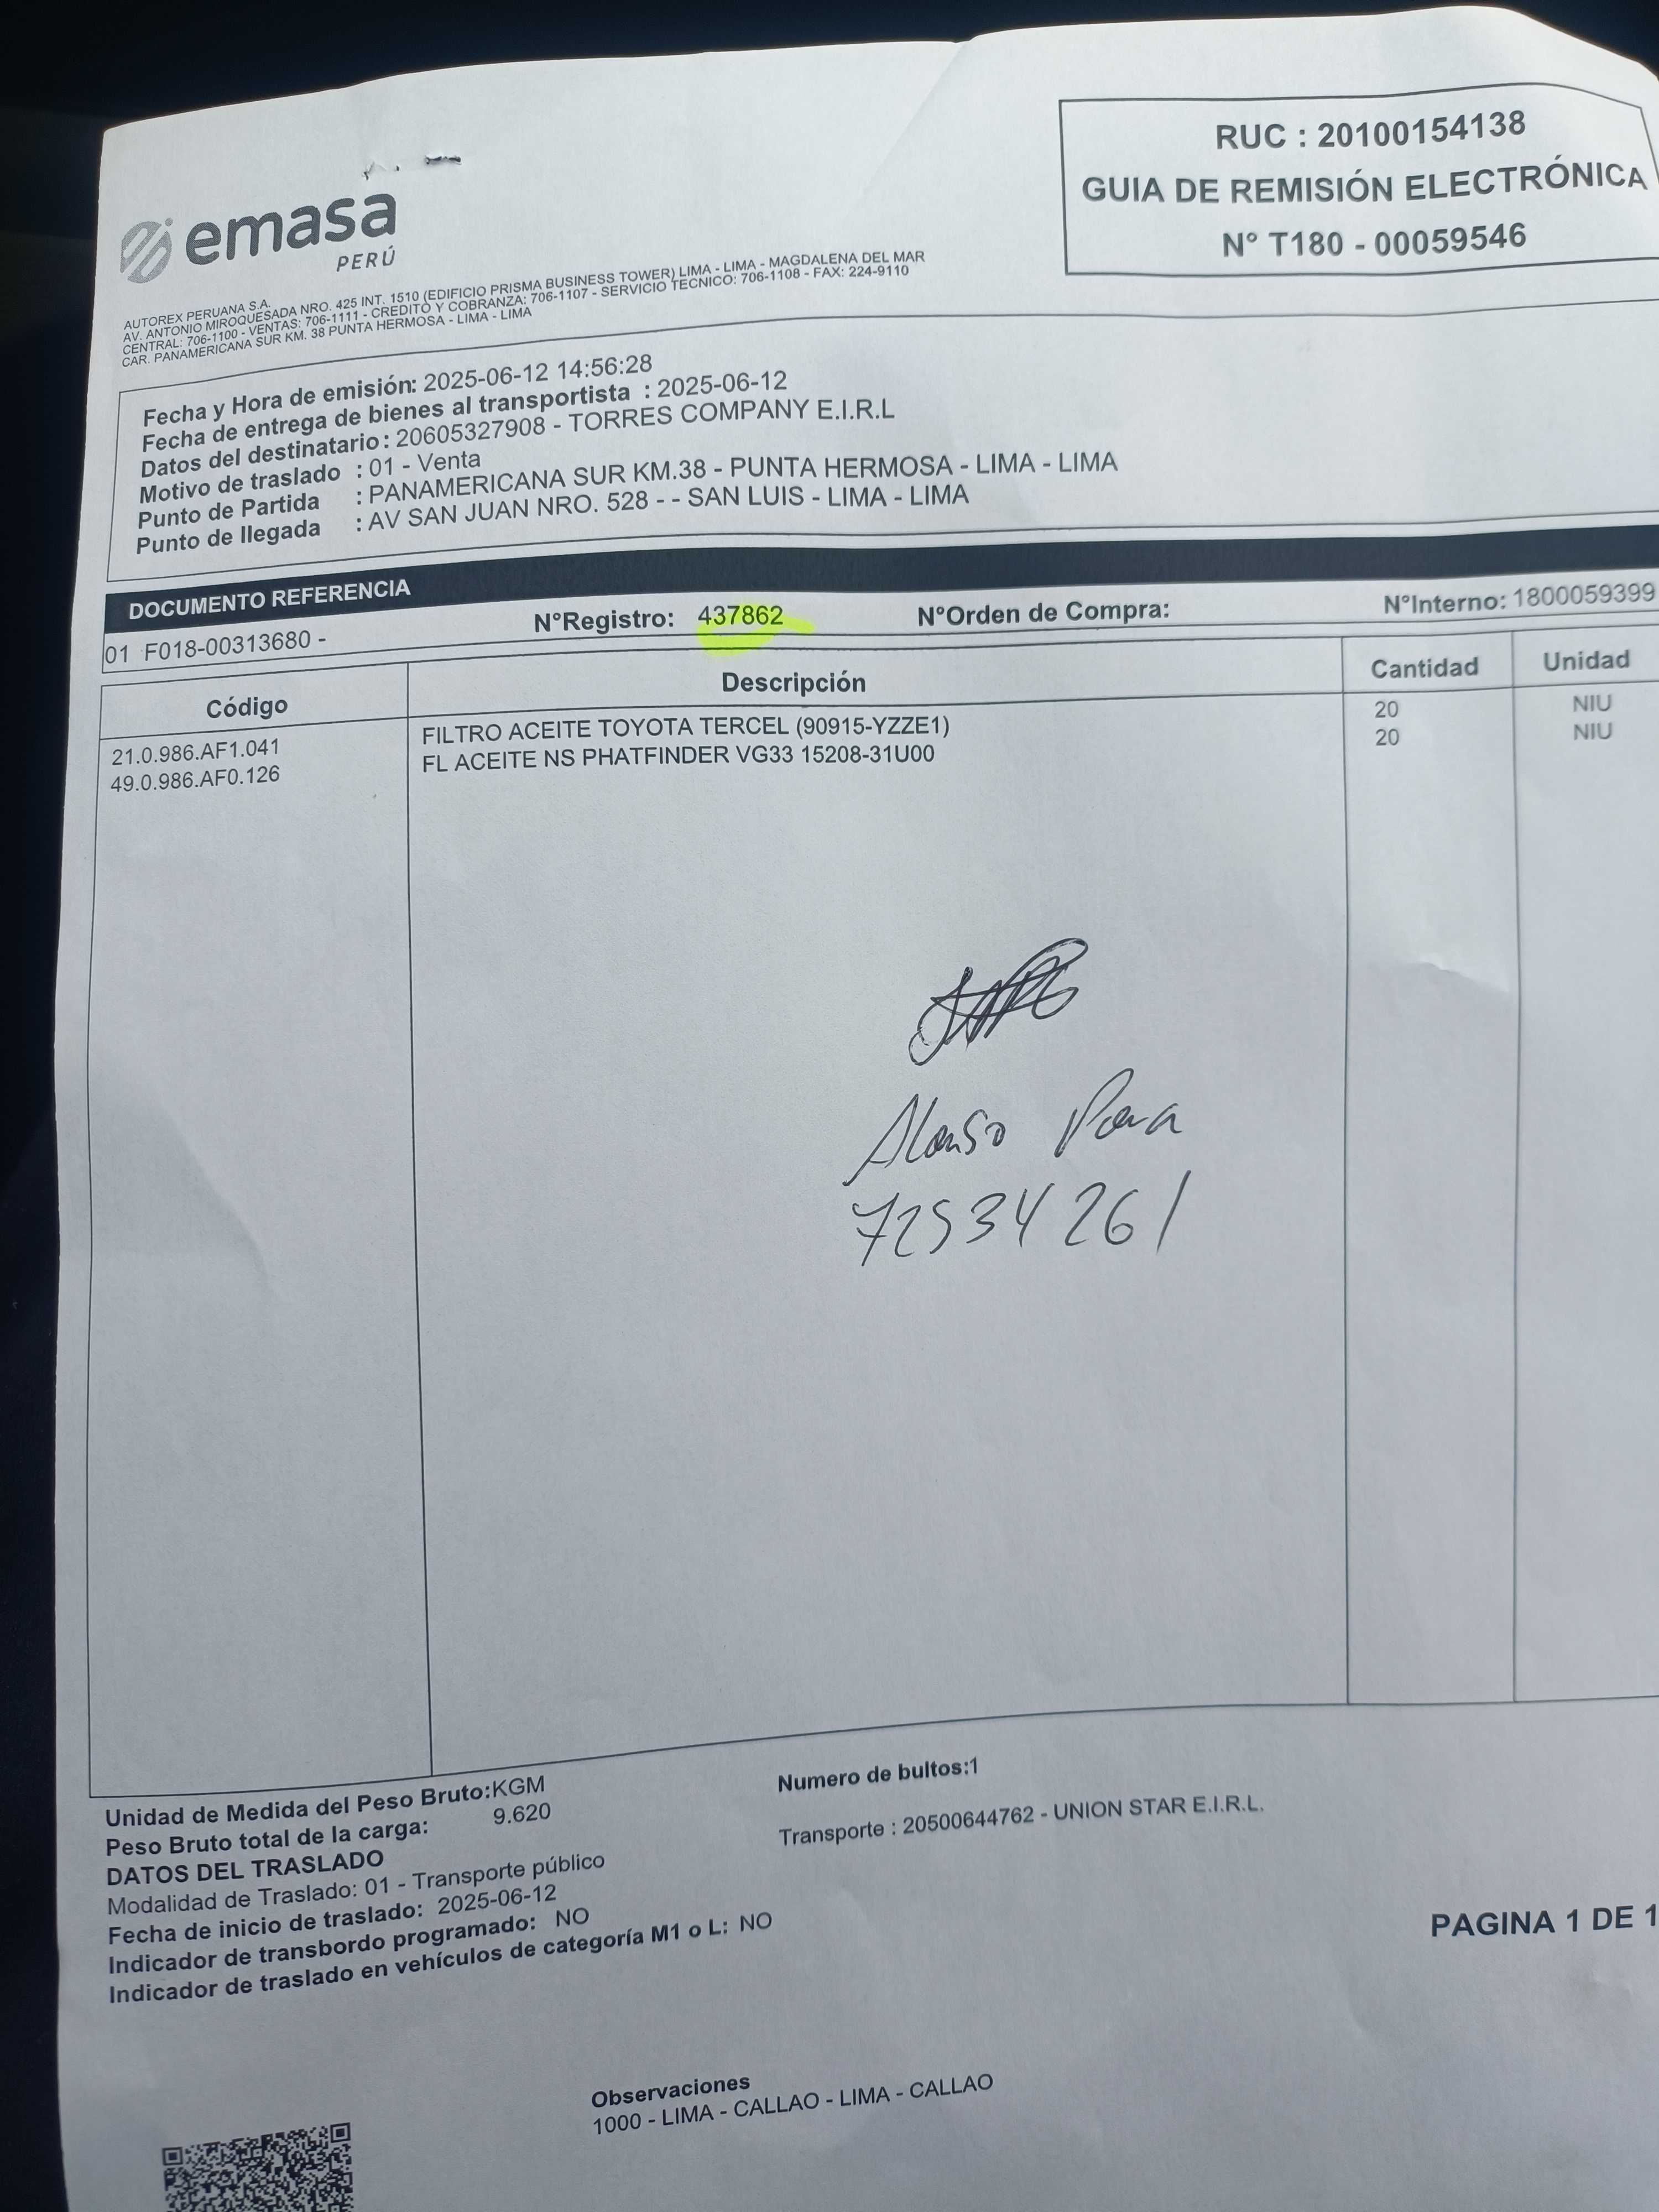 emasa
PERÚ
RUC : 20100154138
GUIA DE REMISIÓN ELECTRÓNICA
N° T180 - 00059546
AUTOREX PERUANA S.A.
AV. ANTONIO MIROQUESADA NRO. 425 INT. 1510 (EDIFICIO PRISMA BUSINESS TOWER) LIMA - LIMA - MAGDALENA DEL MAR
CENTRAL: 706-1100 - VENTAS: 706-1111 - CREDITO Y COBRANZA: 706-1107 - SERVICIO TECNICO: 706-1108 - FAX: 224-9110
CAR. PANAMERICANA SUR KM. 38 PUNTA HERMOSA - LIMA - LIMA
Fecha y Hora de emisión: 2025-06-12 14:56:28
Fecha de entrega de bienes al transportista : 2025-06-12
Datos del destinatario: 20605327908 - TORRES COMPANY E.I.R.L
Motivo de traslado : 01 - Venta
Punto de Partida : PANAMERICANA SUR KM.38 - PUNTA HERMOSA - LIMA - LIMA
Punto de llegada : AV SAN JUAN NRO. 528 - - SAN LUIS - LIMA - LIMA
DOCUMENTO REFERENCIA
01 F018-00313680 - N°Registro: 437862 N°Orden de Compra: N°Interno: 1800059399
Código Descripción Cantidad Unidad
21.0.986.AF1.041 FILTRO ACEITE TOYOTA TERCEL (90915-YZZE1) 20 NIU
49.0.986.AF0.126 FL ACEITE NS PHATFINDER VG33 15208-31U00 20 NIU
Alonso
72534261
Unidad de Medida del Peso Bruto:KGM Numero de bultos:1
Peso Bruto total de la carga: 9.620 Transporte : 20500644762 - UNION STAR E.I.R.L.
DATOS DEL TRASLADO
Modalidad de Traslado: 01 - Transporte público
Fecha de inicio de traslado: 2025-06-12
Indicador de transbordo programado: NO
Indicador de traslado en vehículos de categoría M1 o L: NO
PAGINA 1 DE 1
Observaciones
1000 - LIMA - CALLAO - LIMA - CALLAO